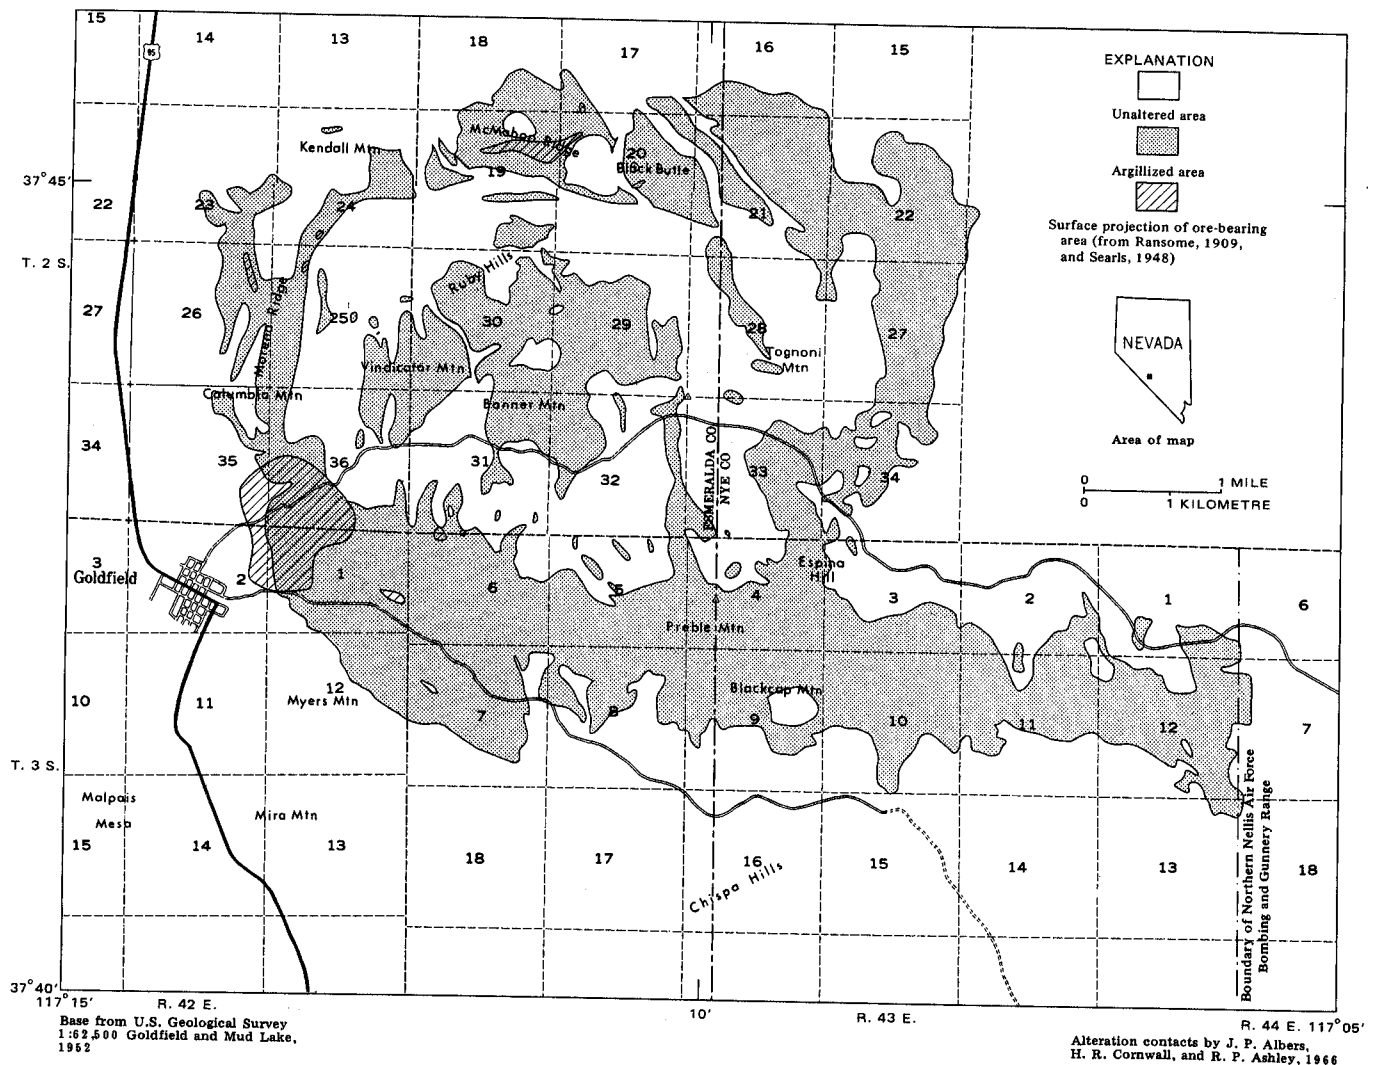 15
14
13
18
17
16
15
95
EXPLANATION
Unaltered area
Argillized area
Surface projection of ore-bearing
area (from Ransome, 1909,
and Searls, 1948)
Kendall Mtn
McMahon Ridge
19
20
Black Butte
37°45'
22
23
24
21
22
T. 2 S.
Ruby Hills
27
26
Morena Ridge
25
30
29
28
27
NEVADA
Vindicator Mtn
Tognoni
Mtn
Columbia Mtn
Bonnet Mtn
Area of map
34
35
36
31
32
33
34
ESMERALDA CO
NYE CO
0 1 MILE
0 1 KILOMETRE
3
Goldfield
2
1
6
5
4
Espina
Hill
3
2
1
6
Preble Mtn
10
11
12
Myers Mtn
7
8
Blackcap Mtn
9
10
11
12
7
T. 3 S.
Malpais
Mesa
Mira Mtn
15
14
13
18
17
16
15
14
13
18
Chispa Hills
Boundary of Northern Nellis Air Force
Bombing and Gunnery Range
37°40'
117°15'
R. 42 E.
10'
R. 43 E.
R. 44 E. 117°05'
Base from U.S. Geological Survey
1:62,500 Goldfield and Mud Lake,
1952
Alteration contacts by J. P. Albers,
H. R. Cornwall, and R. P. Ashley, 1966